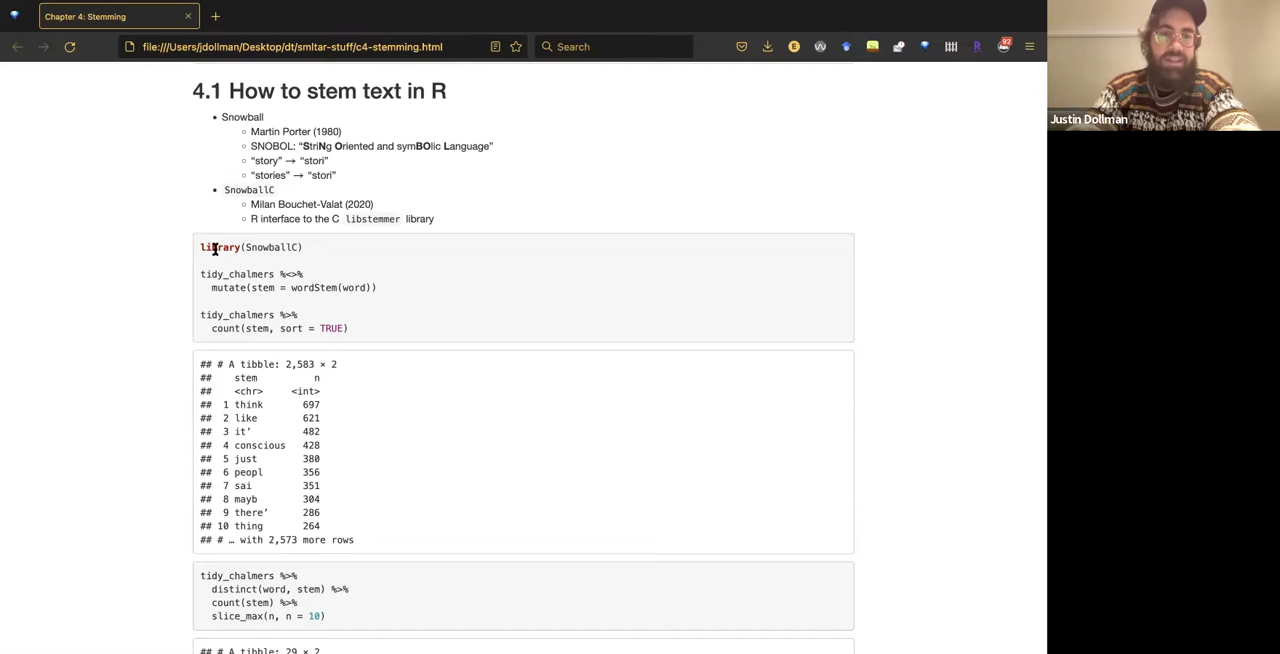 Chapter 4: Stemming
file:///Users/jdollman/Desktop/dt/smltar-stuff/c4-stemming.html
Search
E
92
R
Justin Dollman
4.1 How to stem text in R
Snowball
Martin Porter (1980)
SNOBOL: “StriNg Oriented and symBOlic Language”
“story” → “stori”
“stories” → “stori”
SnowballC
Milan Bouchet-Valat (2020)
R interface to the C libstemmer library
library(SnowballC)
tidy_chalmers %<>%
mutate(stem = wordStem(word))
tidy_chalmers %>%
count(stem, sort = TRUE)
## # A tibble: 2,583 × 2
## stem n
## <chr> <int>
## 1 think 697
## 2 like 621
## 3 it’ 482
## 4 conscious 428
## 5 just 380
## 6 peopl 356
## 7 sai 351
## 8 mayb 304
## 9 there’ 286
## 10 thing 264
## # … with 2,573 more rows
tidy_chalmers %>%
distinct(word, stem) %>%
count(stem) %>%
slice_max(n, n = 10)
## # A tibble: 29 × 2